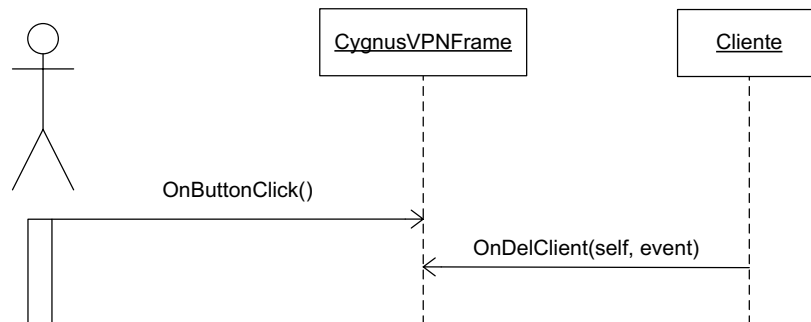 CygnusVPNFrame
Cliente
OnButtonClick()
OnDelClient(self, event)